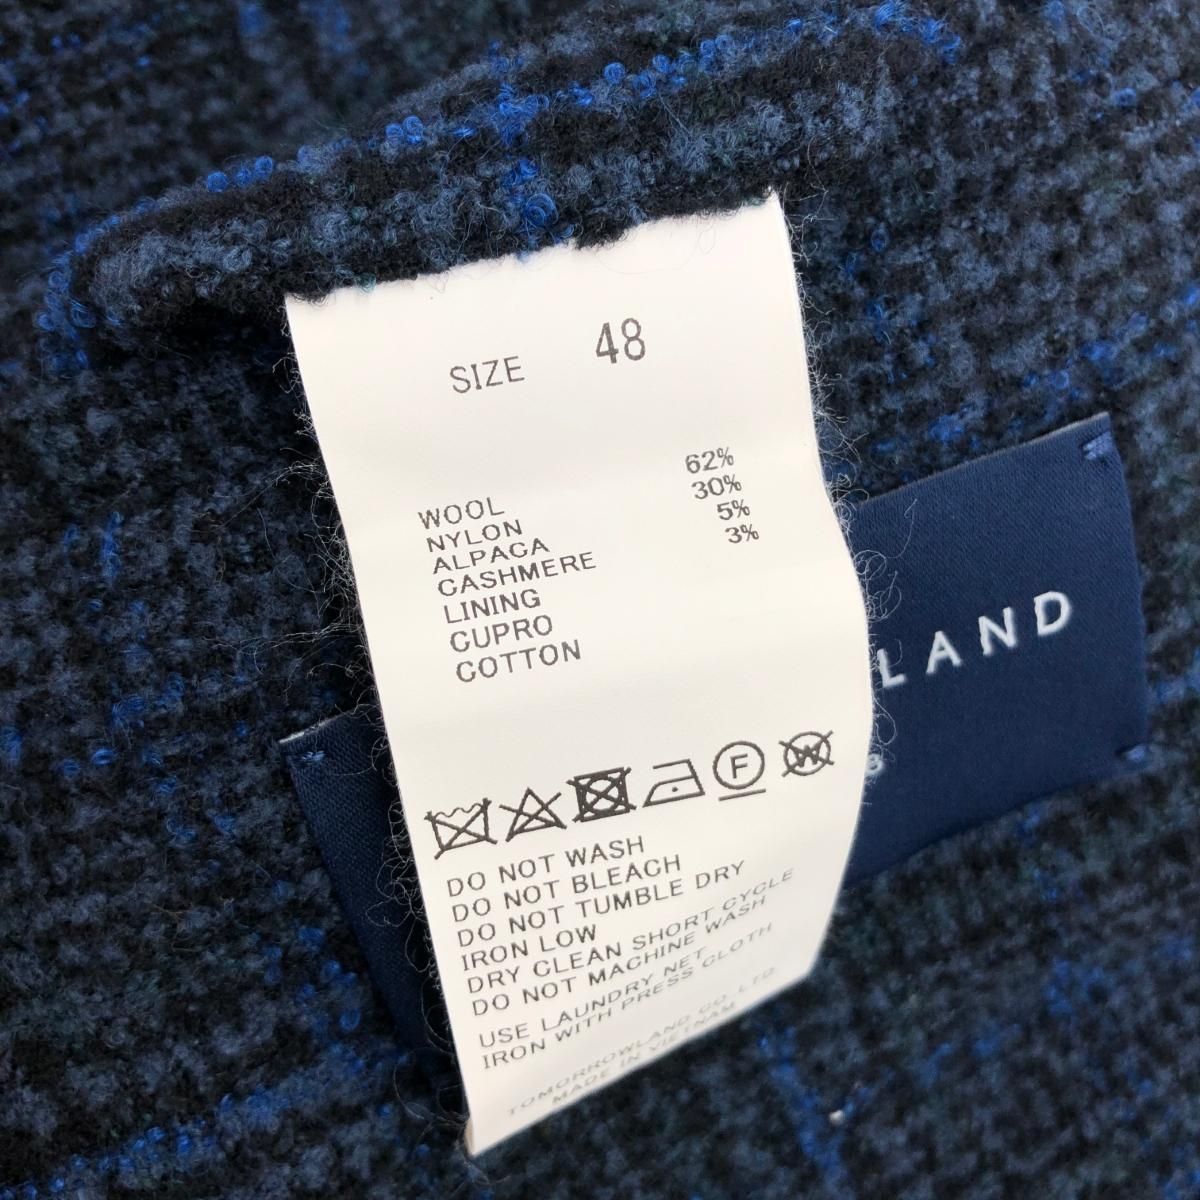 SIZE 48
WOOL 62%
NYLON 30%
ALPACA 5%
CASHMERE 3%
LINING
CUPRO
COTTON
F W
DO NOT WASH
DO NOT BLEACH
DO NOT TUMBLE DRY
IRON LOW
DRY CLEAN SHORT CYCLE
DO NOT MACHINE WASH
USE LAUNDRY NET
IRON WITH PRESS CLOTH
TOMORROWLAND CO., LTD
MADE IN VIETNAM
LAND